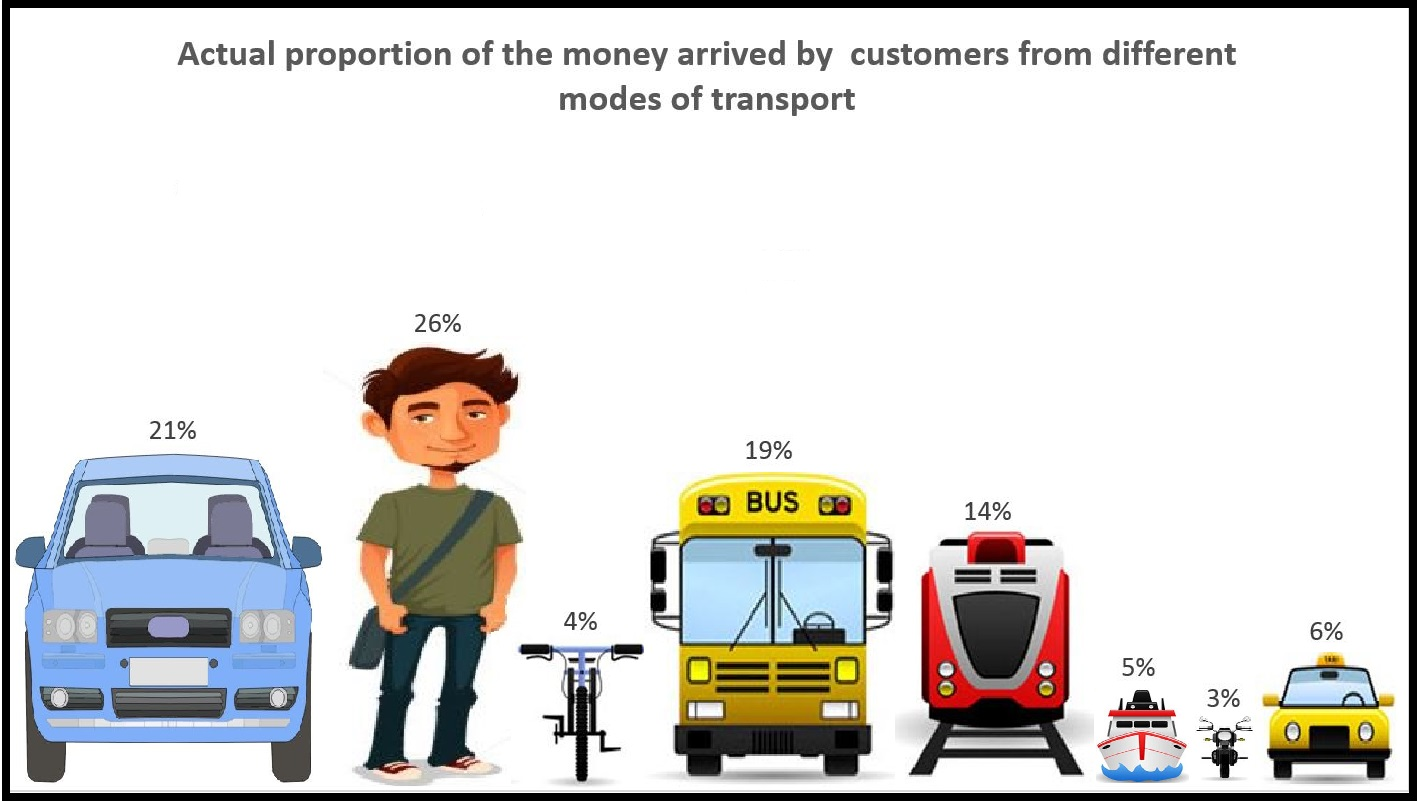 Actual proportion of the money arrived by  customers from different
modes of transport
26%
21%
19%
14%
4%
6%
5%
3%
BUS
TAXI